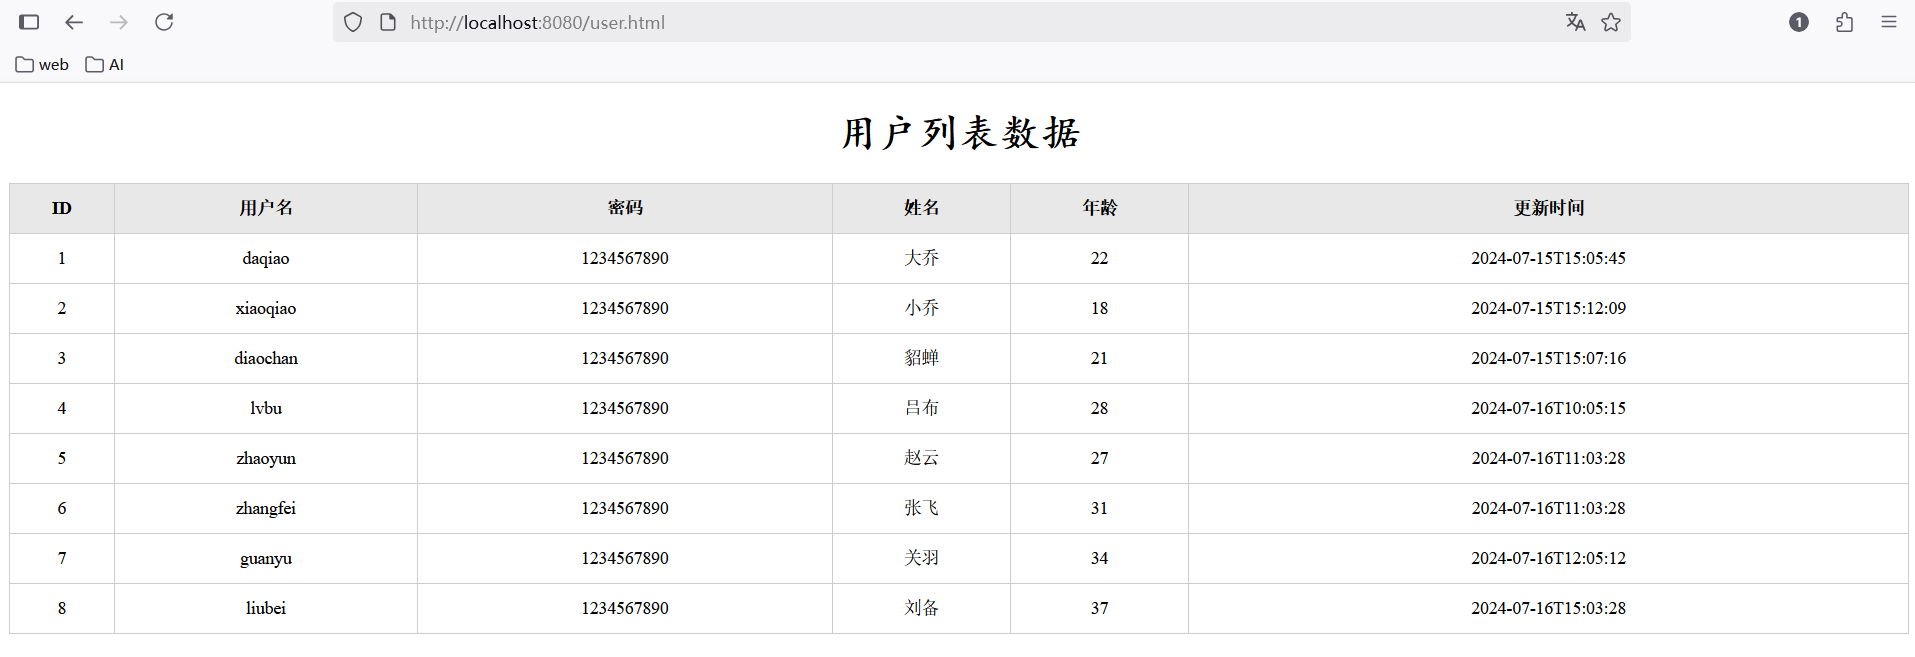 http://localhost:8080/user.html
1
web AI
用户列表数据
ID 用户名 密码 姓名 年龄 更新时间
1 daqiao 1234567890 大乔 22 2024-07-15T15:05:45
2 xiaoqiao 1234567890 小乔 18 2024-07-15T15:12:09
3 diaochan 1234567890 貂蝉 21 2024-07-15T15:07:16
4 lvbu 1234567890 吕布 28 2024-07-16T10:05:15
5 zhaoyun 1234567890 赵云 27 2024-07-16T11:03:28
6 zhangfei 1234567890 张飞 31 2024-07-16T11:03:28
7 guanyu 1234567890 关羽 34 2024-07-16T12:05:12
8 liubei 1234567890 刘备 37 2024-07-16T15:03:28